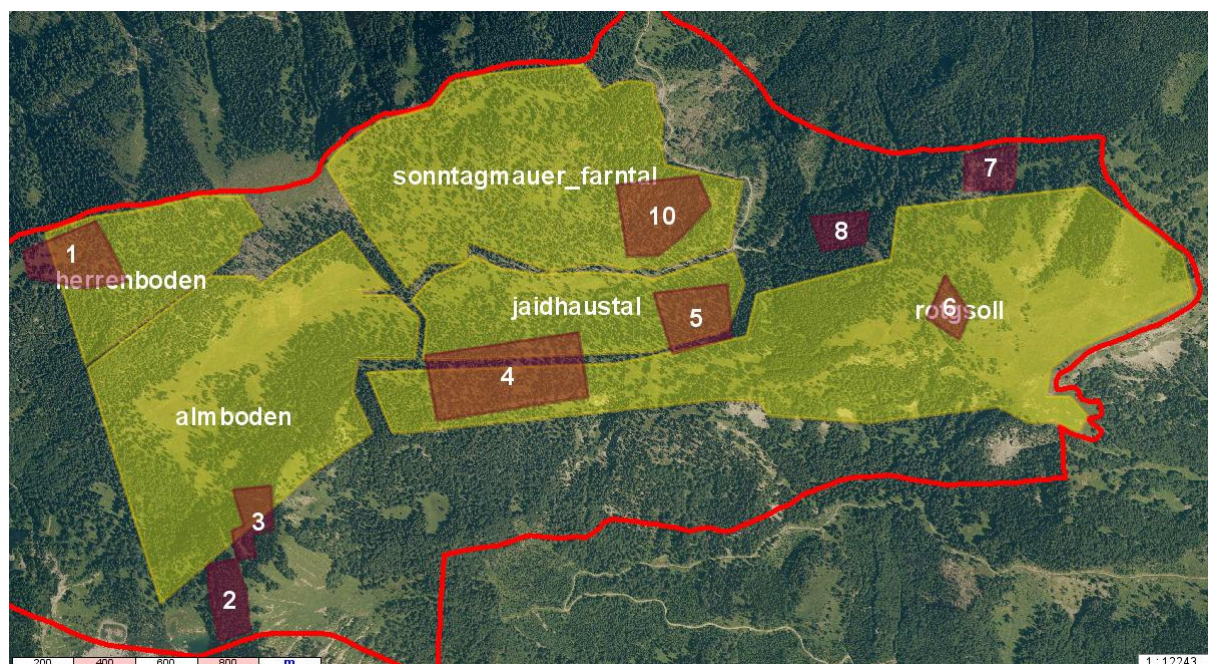 7
sonntagmauer_farntal
10
8
1
herrenboden
jaidhaustal
rotgsoll
6
5
4
almboden
3
2
200 400 600 800 m
1 : 12243